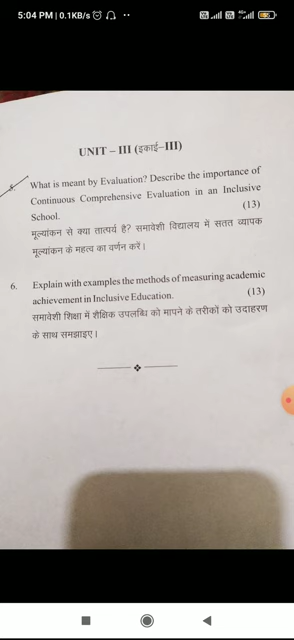 5:04 PM | 0.1KB/s
UNIT – III (इकाई–III)
5. What is meant by Evaluation? Describe the importance of
Continuous Comprehensive Evaluation in an Inclusive
School. (13)
मूल्यांकन से क्या तात्पर्य है? समावेशी विद्यालय में सतत व्यापक
मूल्यांकन के महत्व का वर्णन करें।
6. Explain with examples the methods of measuring academic
achievement in Inclusive Education. (13)
समावेशी शिक्षा में शैक्षिक उपलब्धि को मापने के तरीकों को उदाहरण
के साथ समझाइए।